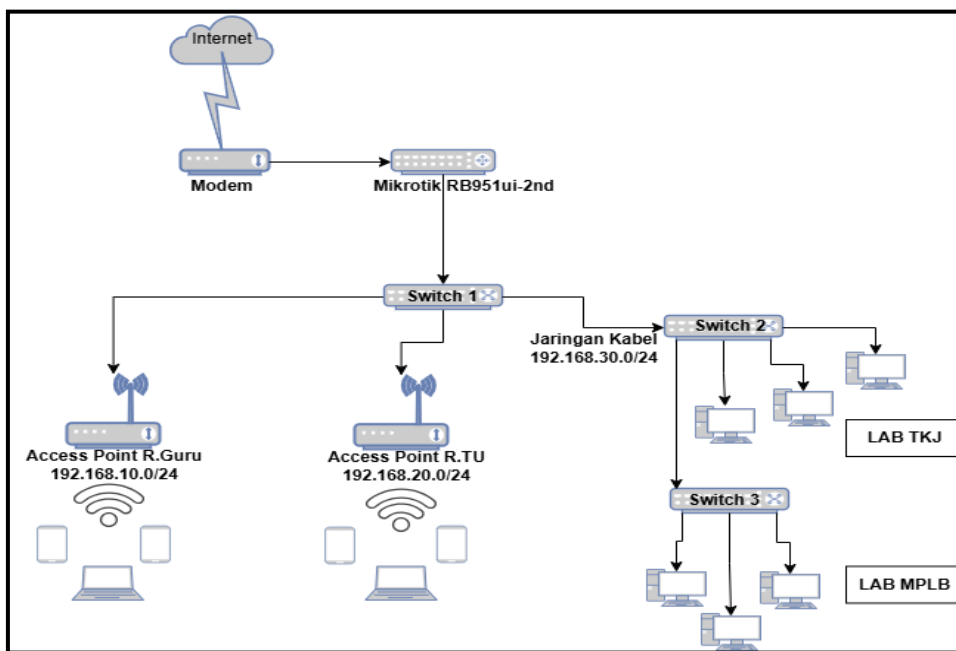 Internet
Modem
Mikrotik RB951ui-2nd
Switch 1
Jaringan Kabel
192.168.30.0/24
Switch 2
LAB TKJ
Access Point R.Guru
192.168.10.0/24
Access Point R.TU
192.168.20.0/24
Switch 3
LAB MPLB